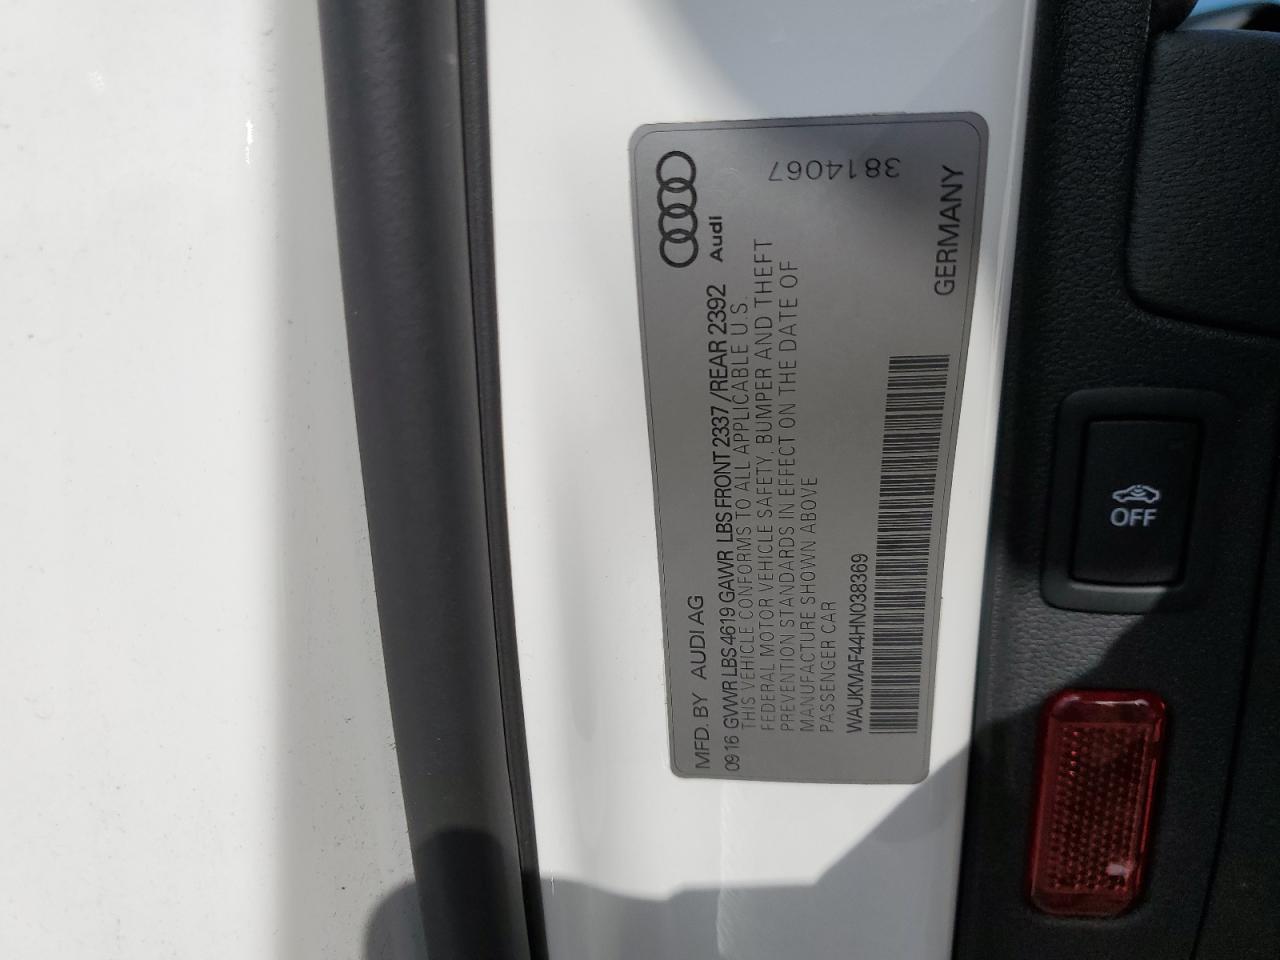 MFD. BY AUDI AG
Audi
0916 GVWR LBS 4619 GAWR LBS FRONT 2337/REAR 2392
THIS VEHICLE CONFORMS TO ALL APPLICABLE U.S.
FEDERAL MOTOR VEHICLE SAFETY, BUMPER AND THEFT
PREVENTION STANDARDS IN EFFECT ON THE DATE OF
MANUFACTURE SHOWN ABOVE
PASSENGER CAR
3814067
WAUKMAF44HN038369
GERMANY
OFF